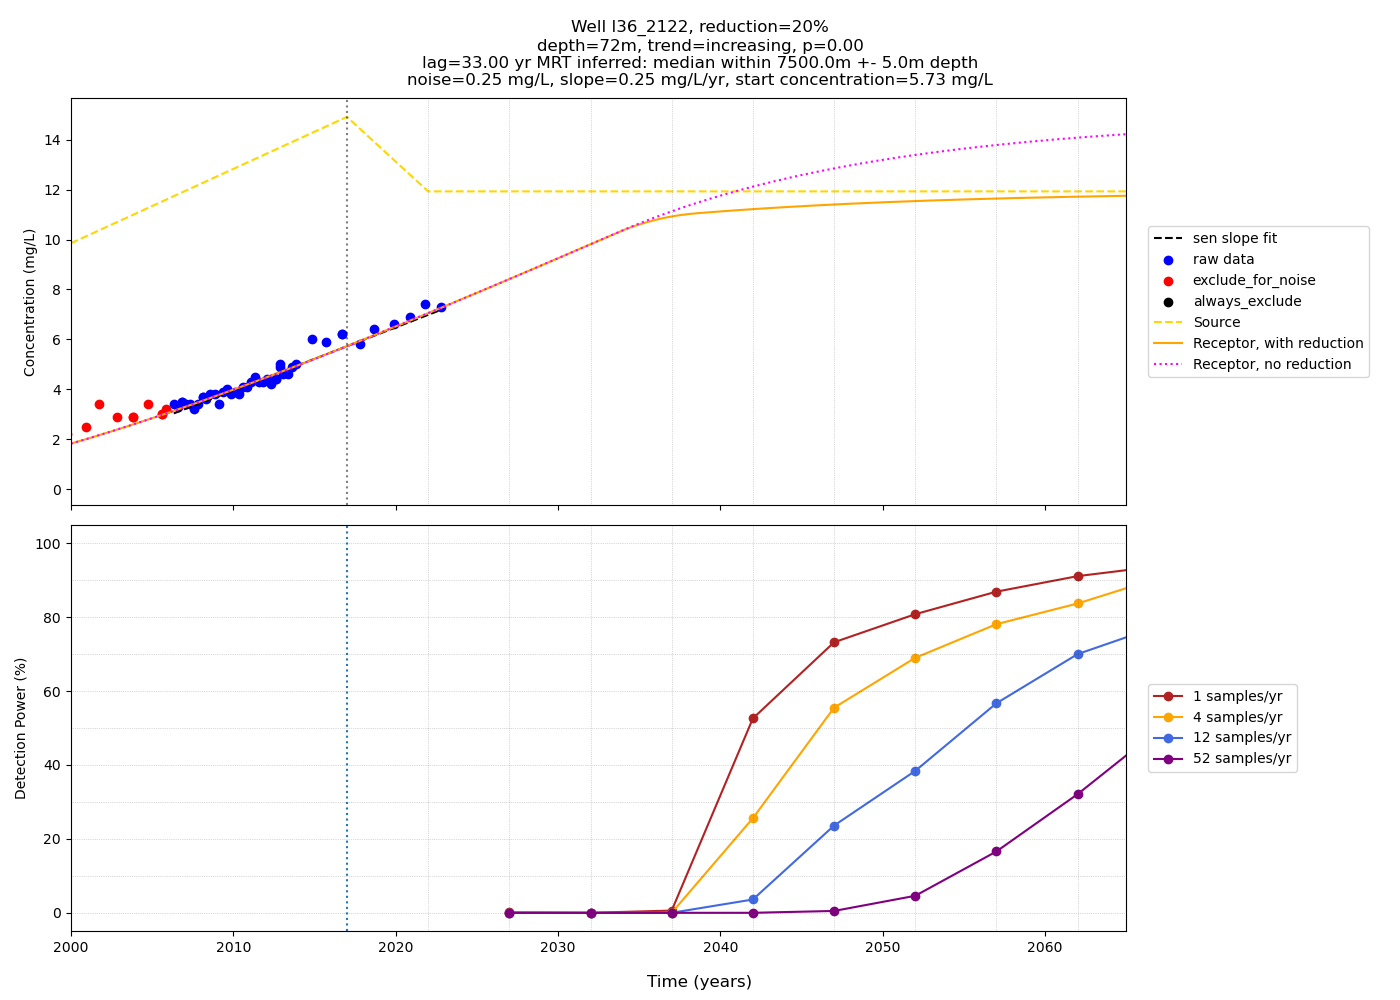 Well l36_2122, reduction=20%
depth=72m, trend=increasing, p=0.00
lag=33.00 yr MRT inferred: median within 7500.0m +- 5.0m depth
noise=0.25 mg/L, slope=0.25 mg/L/yr, start concentration=5.73 mg/L
Concentration (mg/L)
14
12
10
8
6
4
2
0
sen slope fit
raw data
exclude_for_noise
always_exclude
Source
Receptor, with reduction
Receptor, no reduction
Detection Power (%)
100
80
60
40
20
0
1 samples/yr
4 samples/yr
12 samples/yr
52 samples/yr
2000 2010 2020 2030 2040 2050 2060
Time (years)